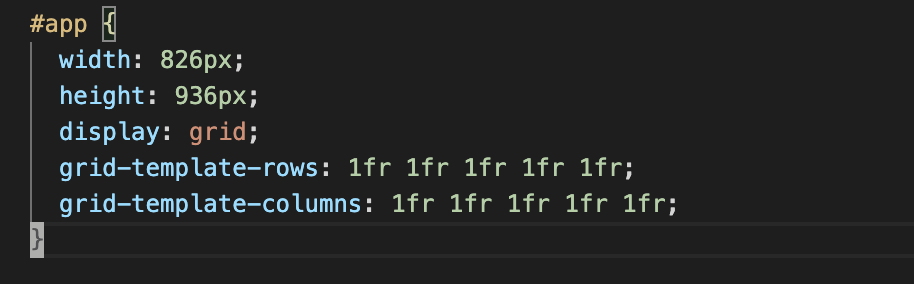 #app {
  width: 826px;
  height: 936px;
  display: grid;
  grid-template-rows: 1fr 1fr 1fr 1fr 1fr;
  grid-template-columns: 1fr 1fr 1fr 1fr 1fr;
}